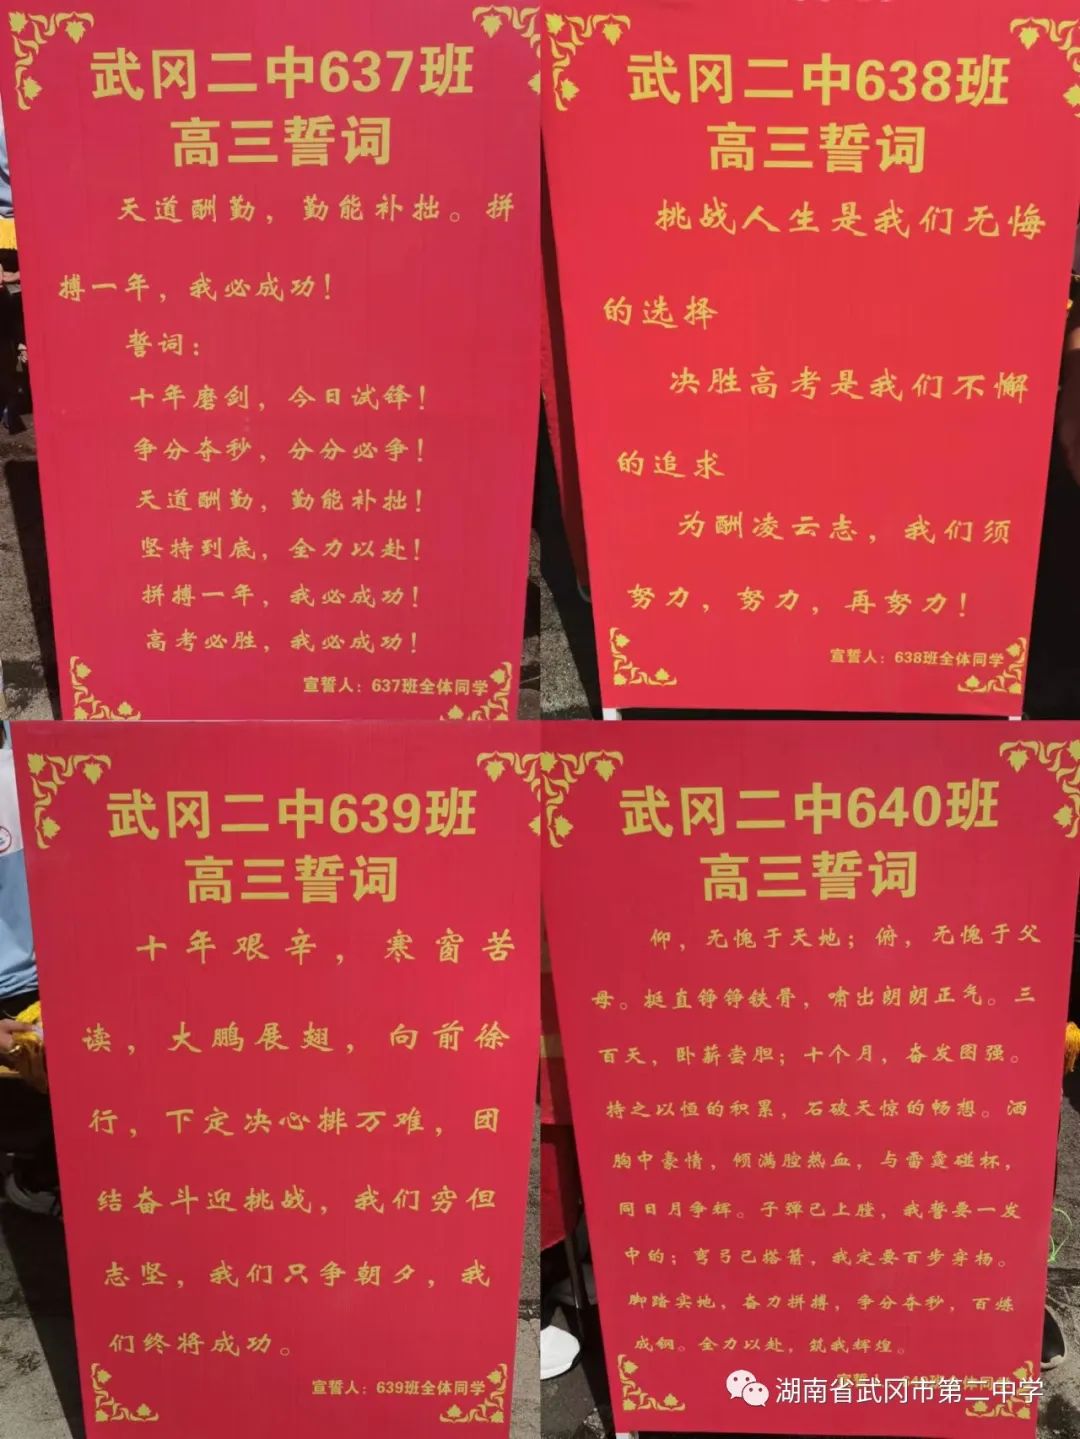 武冈二中637班
高三誓词
天道酬勤，勤能补拙。拼
搏一年，我必成功！
誓词：
十年磨剑，今日试锋！
争分夺秒，分分必争！
天道酬勤，勤能补拙！
坚持到底，全力以赴！
拼搏一年，我必成功！
高考必胜，我必成功！
宣誓人：637班全体同学
武冈二中638班
高三誓词
挑战人生是我们无悔
的选择
决胜高考是我们不懈
的追求
为酬凌云志，我们须
努力，努力，再努力！
宣誓人：638班全体同学
武冈二中639班
高三誓词
十年艰辛，寒窗苦
读，大鹏展翅，向前徐
行，下定决心排万难，团
结奋斗迎挑战，我们穷但
志坚，我们只争朝夕，我
们终将成功。
宣誓人：639班全体同学
武冈二中640班
高三誓词
仰，无愧于天地；俯，无愧于父
母。挺直铮铮铁骨，啸出朗朗正气。三
百天，卧薪尝胆；十个月，奋发图强。
持之以恒的积累，石破天惊的畅想。洒
胸中豪情，倾满腔热血，与雷霆碰杯，
同日月争辉。子弹已上膛，我誓要一发
中的；弯弓已搭箭，我定要百步穿杨。
脚踏实地，奋力拼搏，争分夺秒，百炼
成钢。全力以赴，筑我辉煌。
宣誓人：640班全体同学
湖南省武冈市第二中学